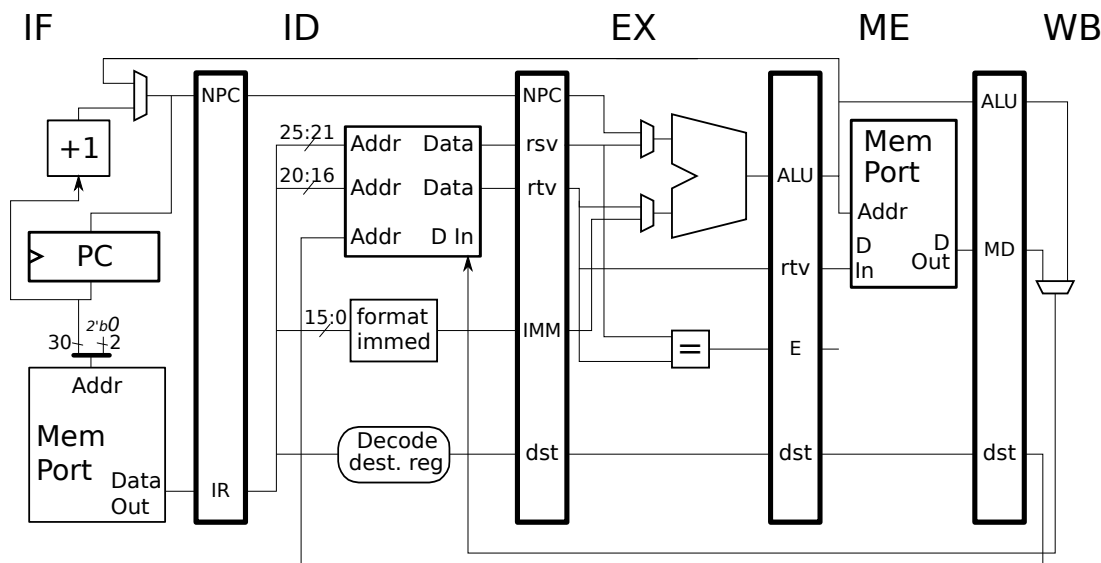 IF ID EX ME WB
NPC NPC ALU
+1
25:21 Addr Data rsv
Mem
Port
20:16 Addr Data rtv ALU
Addr
Addr D In
PC
D
In
D
Out
MD
rtv
15:0 format
immed
IMM
30 2'b0 2
= E
Addr
Mem
Port
Decode
dest. reg
dst dst dst
Data
Out
IR